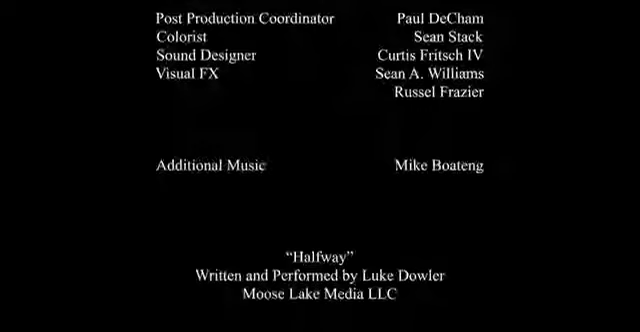 Post Production Coordinator Paul DeCham
Colorist Sean Stack
Sound Designer Curtis Fritsch IV
Visual FX Sean A. Williams
Russel Frazier
Additional Music Mike Boateng
“Halfway”
Written and Performed by Luke Dowler
Moose Lake Media LLC